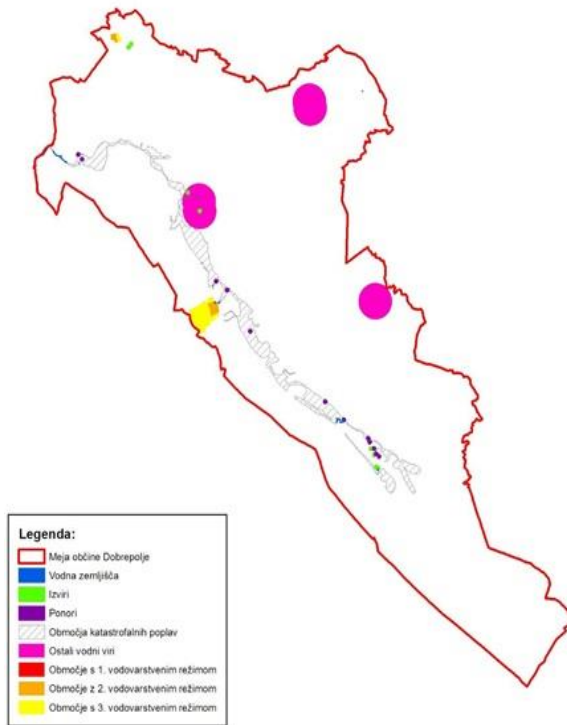 Legenda:
Meja občine Dobrepolje
Vodna zemljišča
Izviri
Ponori
Območja katastrofalnih poplav
Ostali vodni viri
Območje s 1. vodovarstvenim režimom
Območje z 2. vodovarstvenim režimom
Območje s 3. vodovarstvenim režimom